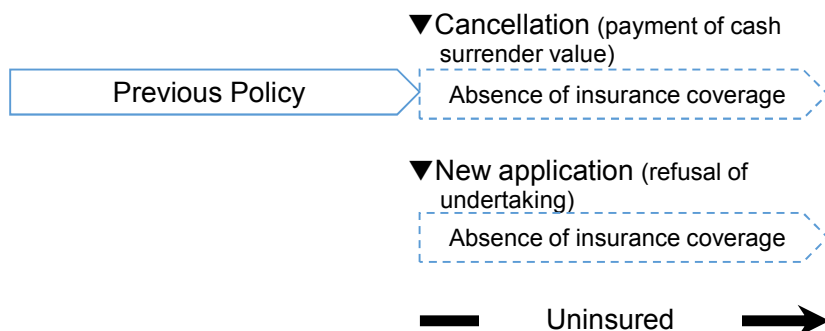 ▼Cancellation (payment of cash
surrender value)
Previous Policy
Absence of insurance coverage
▼New application (refusal of
undertaking)
Absence of insurance coverage
Uninsured